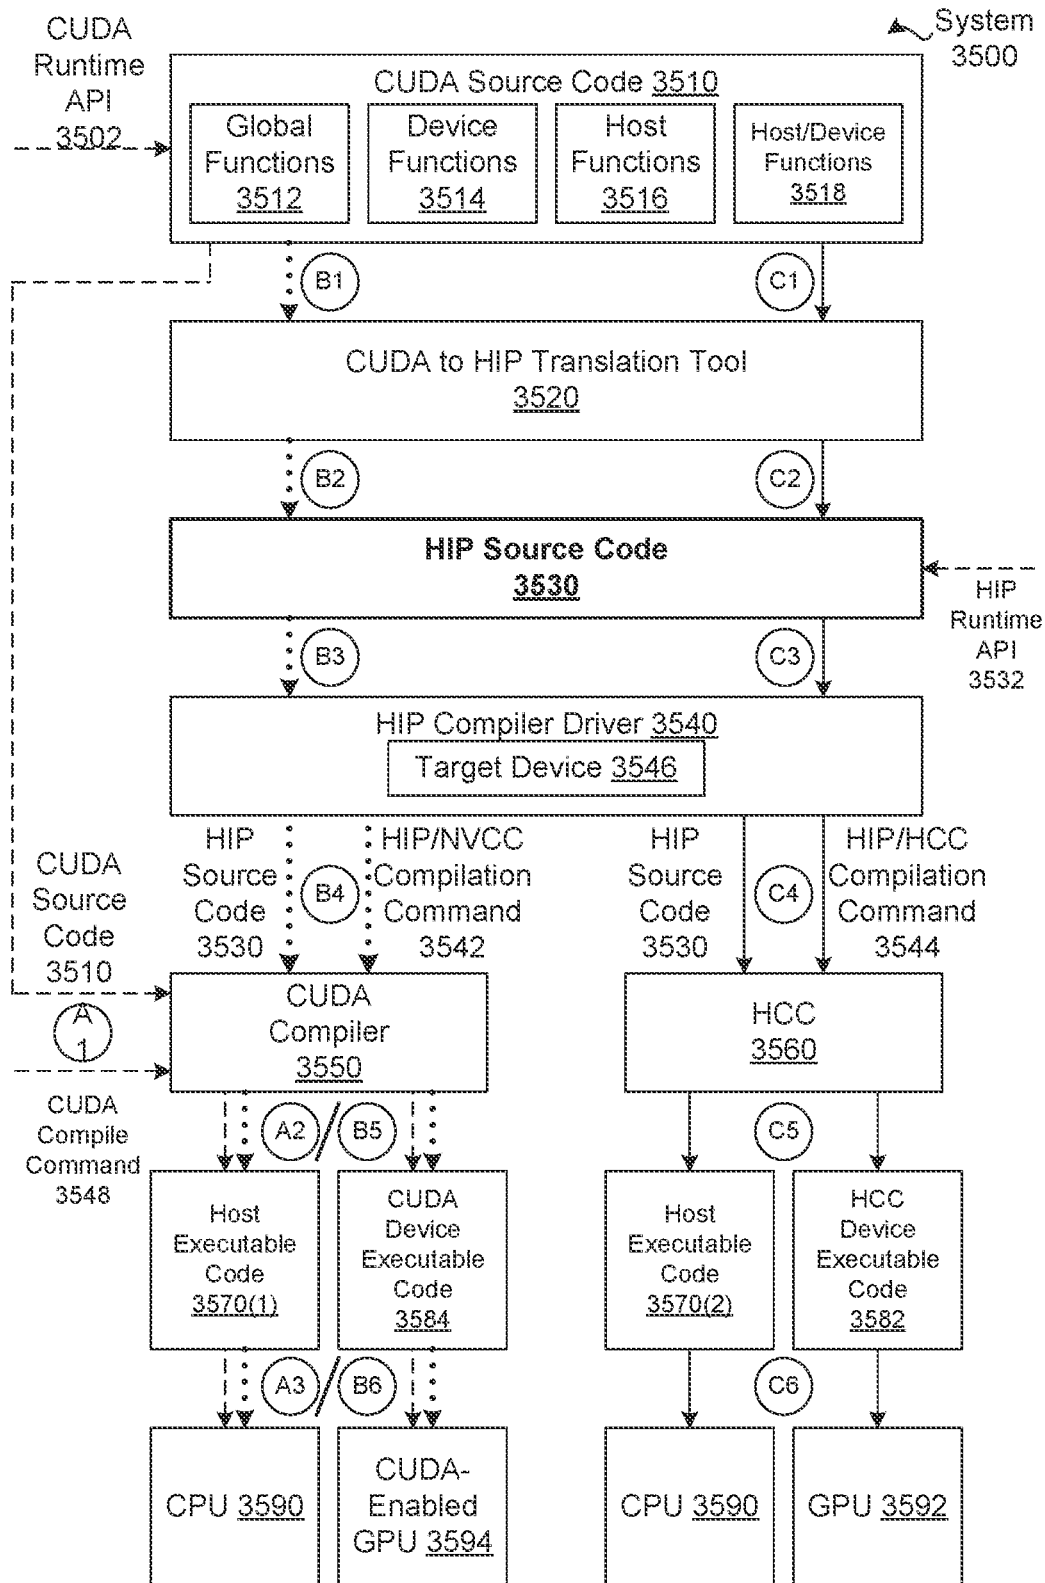 System
3500
CUDA
Runtime
API
3502
CUDA Source Code 3510
Global
Functions
3512
Device
Functions
3514
Host
Functions
3516
Host/Device
Functions
3518
B1
C1
CUDA to HIP Translation Tool
3520
B2
C2
HIP Source Code
3530
HIP
Runtime
API
3532
B3
C3
HIP Compiler Driver 3540
Target Device 3546
HIP
Source
Code
3530
B4
HIP/NVCC
Compilation
Command
3542
HIP
Source
Code
3530
C4
HIP/HCC
Compilation
Command
3544
CUDA
Source
Code
3510
A
1
CUDA
Compile
Command
3548
CUDA
Compiler
3550
HCC
3560
A2
B5
C5
Host
Executable
Code
3570(1)
CUDA
Device
Executable
Code
3584
Host
Executable
Code
3570(2)
HCC
Device
Executable
Code
3582
A3
B6
C6
CPU 3590
CUDA-
Enabled
GPU 3594
CPU 3590
GPU 3592